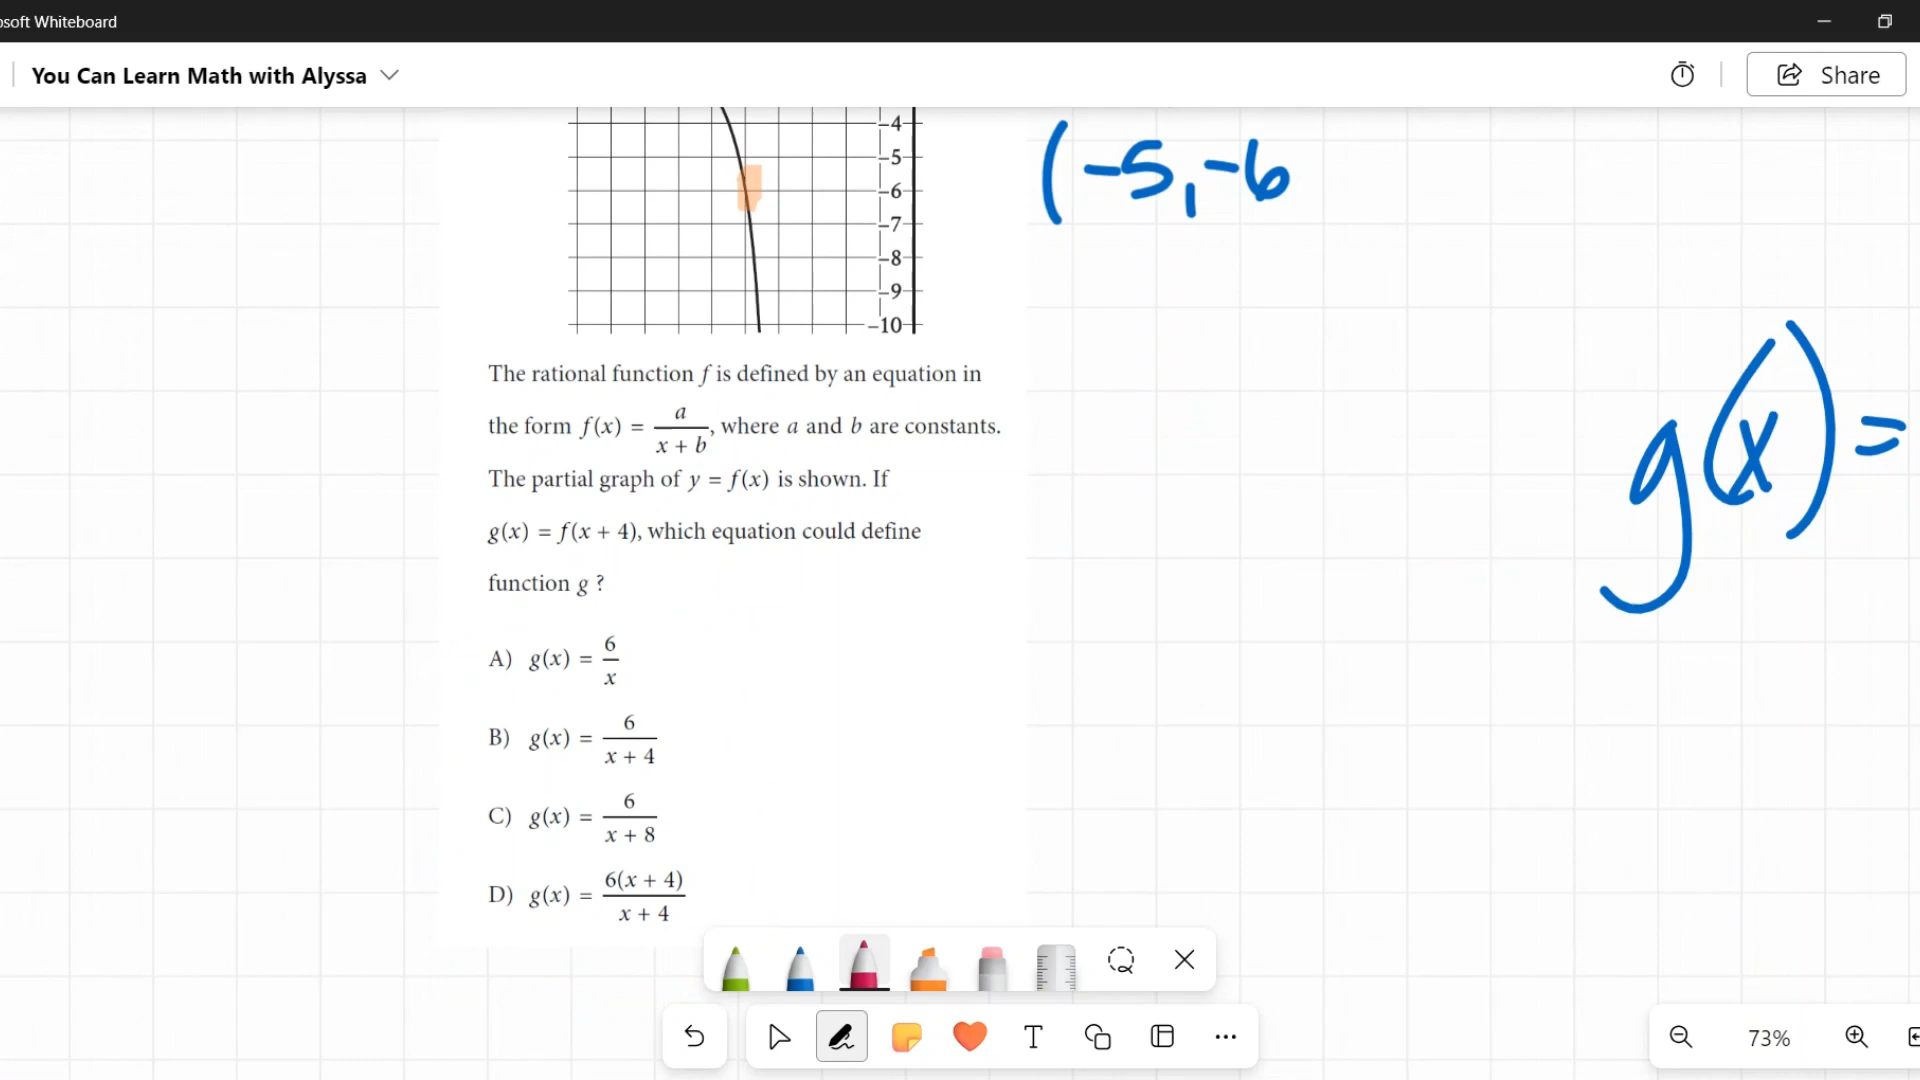 osoft Whiteboard
You Can Learn Math with Alyssa
Share
-4
-5
-6
-7
-8
-9
-10
(-5,-6
g(x)=
The rational function f is defined by an equation in
the form f(x) = a/(x + b), where a and b are constants.
The partial graph of y = f(x) is shown. If
g(x) = f(x + 4), which equation could define
function g ?
A) g(x) = 6/x
B) g(x) = 6/(x + 4)
C) g(x) = 6/(x + 8)
D) g(x) = 6(x + 4)/(x + 4)
T
73%